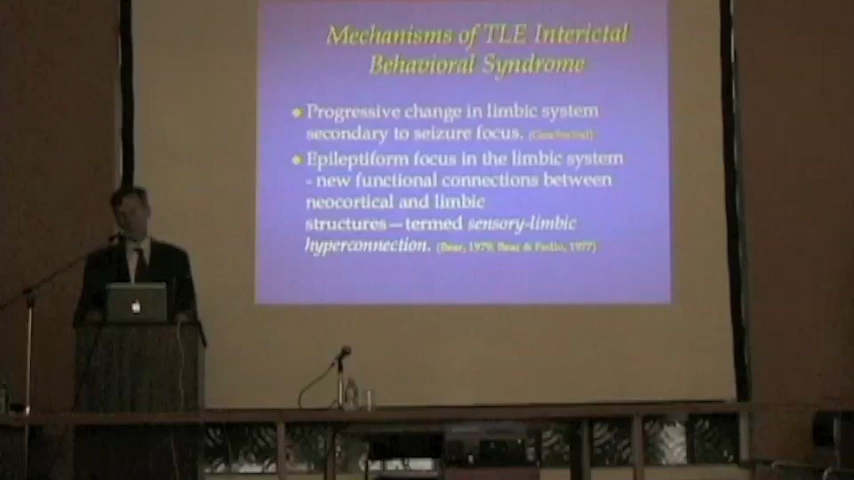 Mechanisms of TLE Interictal
Behavioral Syndrome
Progressive change in limbic system
secondary to seizure focus. (Geschwind)
Epileptiform focus in the limbic system
- new functional connections between
neocortical and limbic
structures—termed sensory-limbic
hyperconnection. (Bear, 1979; Bear & Fedio, 1977)